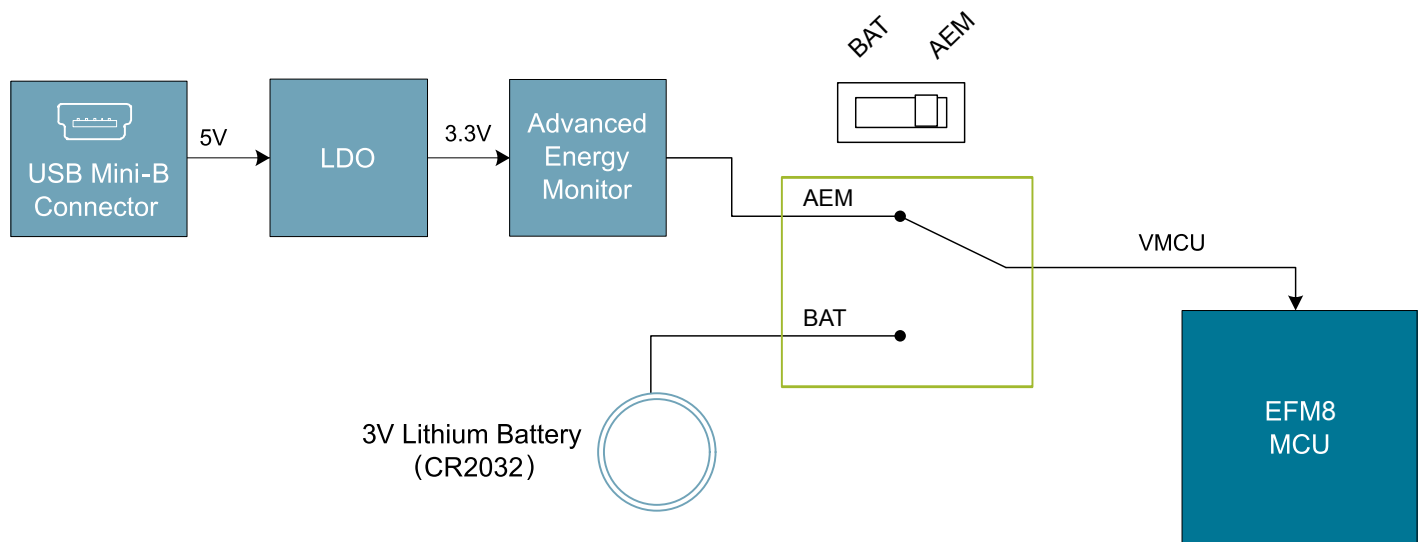 BAT
AEM
USB Mini-B
Connector
5V
LDO
3.3V
Advanced
Energy
Monitor
AEM
VMCU
BAT
3V Lithium Battery
(CR2032)
EFM8
MCU